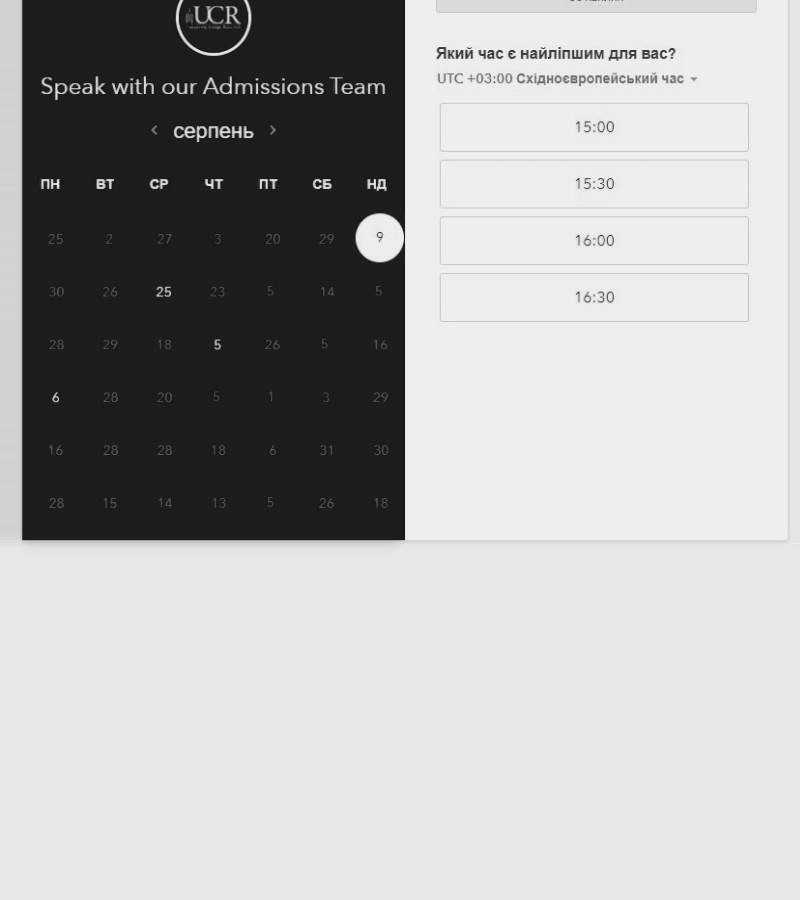 UCR
Speak with our Admissions Team
серпень
ПН ВТ СР ЧТ ПТ СБ НД
25 2 27 3 20 29 9
30 26 25 23 5 14 5
28 29 18 5 26 5 16
6 28 20 5 1 3 29
16 28 28 18 6 31 30
28 15 14 13 5 26 18
Який час є найліпшим для вас?
UTC +03:00 Східноєвропейський час
15:00
15:30
16:00
16:30